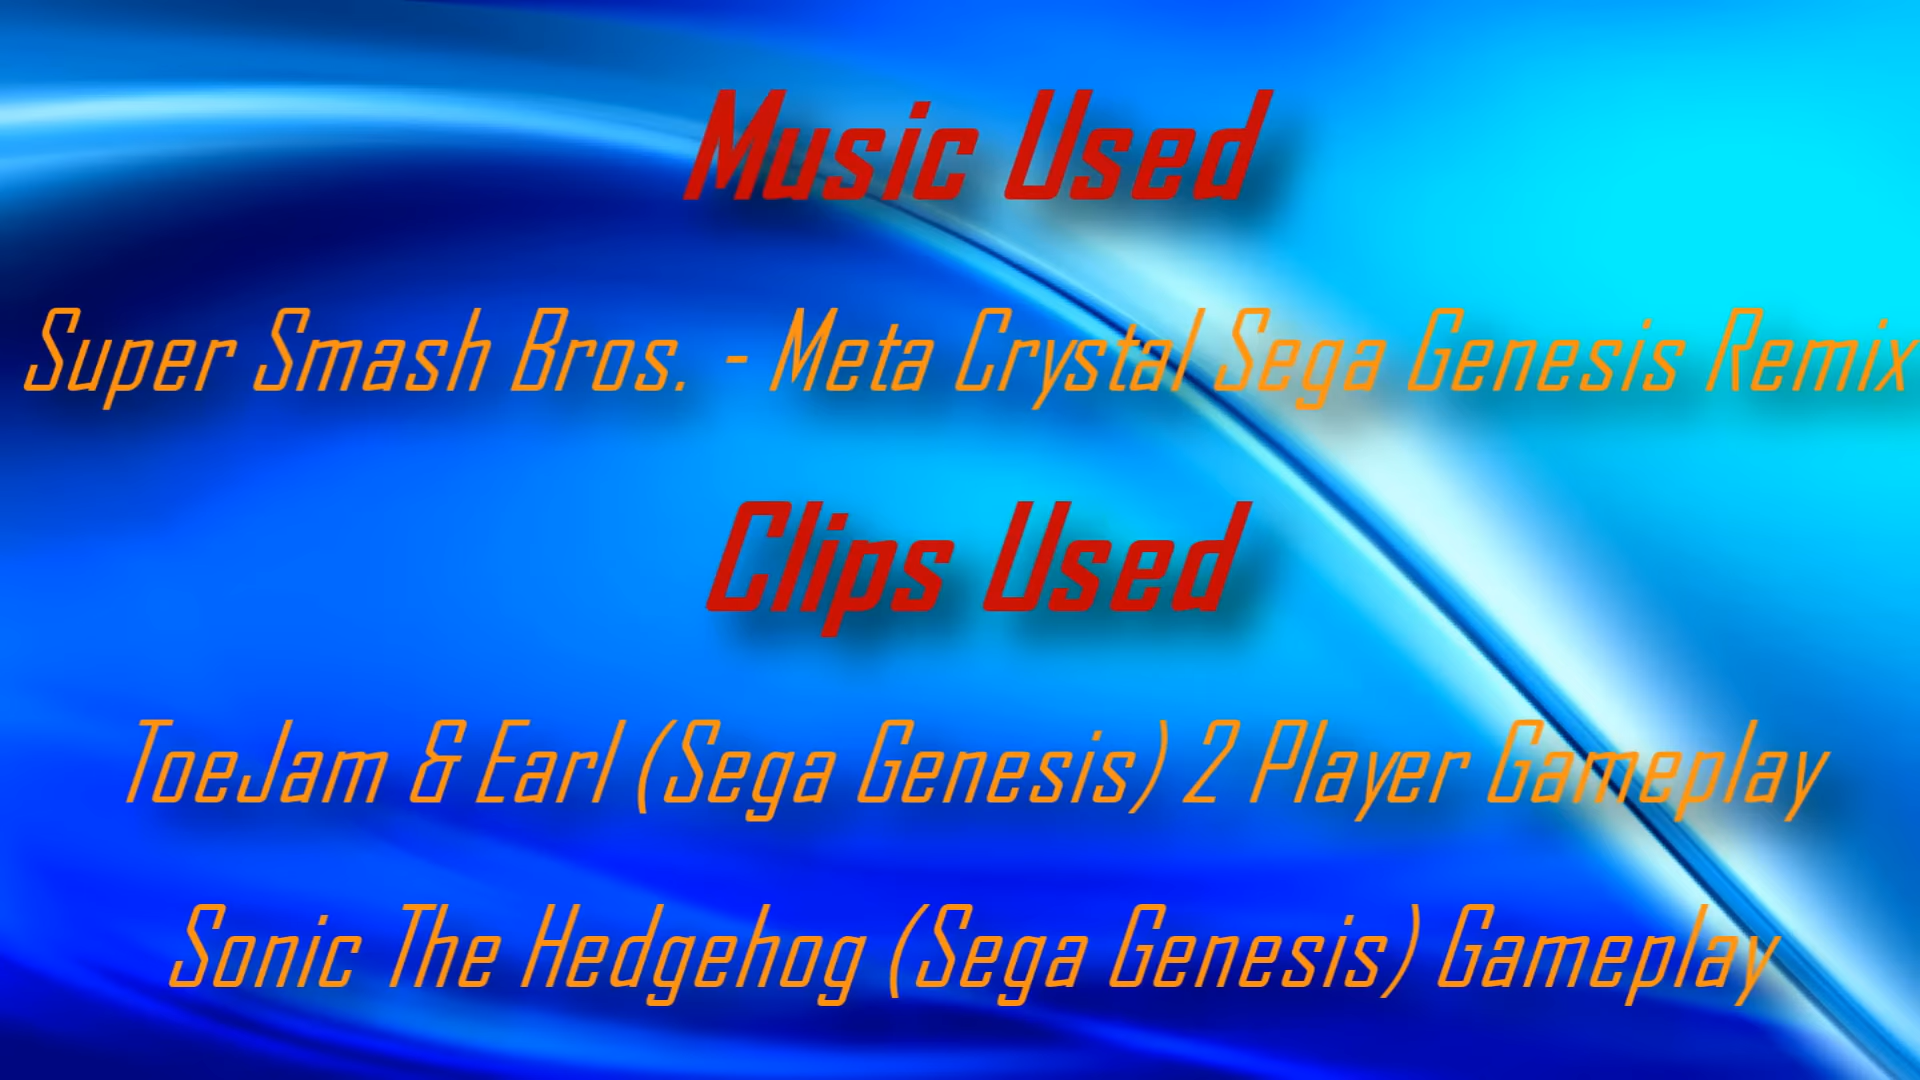 Music Used
Super Smash Bros. - Meta Crystal Sega Genesis Remix
Clips Used
ToeJam & Earl (Sega Genesis) 2 Player Gameplay
Sonic The Hedgehog (Sega Genesis) Gameplay